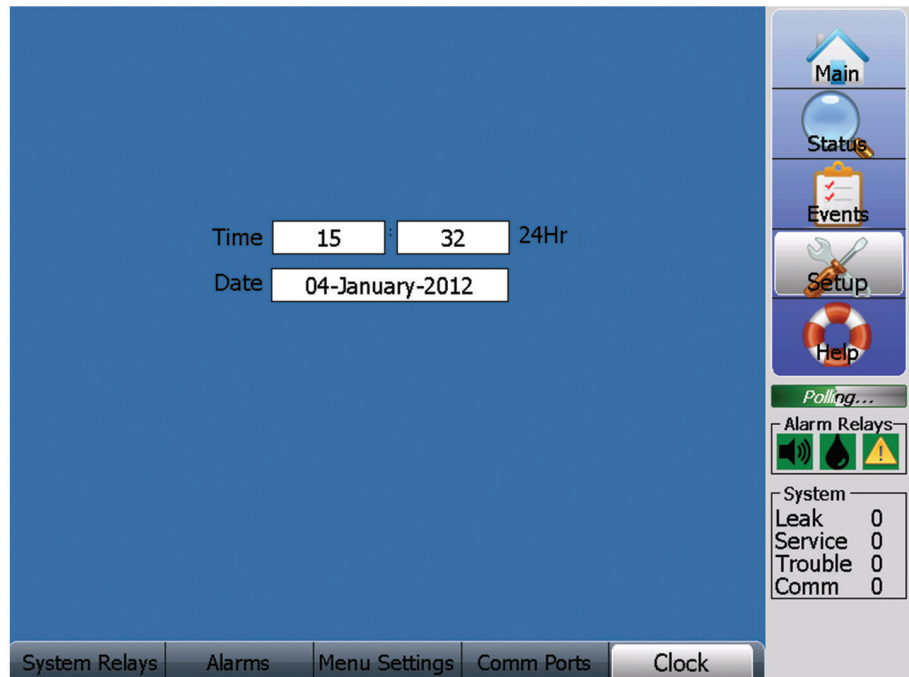 Main
Status
Events
Setup
Help
Time 15 : 32 24Hr
Date 04-January-2012
Polling...
Alarm Relays
System
Leak 0
Service 0
Trouble 0
Comm 0
System Relays Alarms Menu Settings Comm Ports Clock